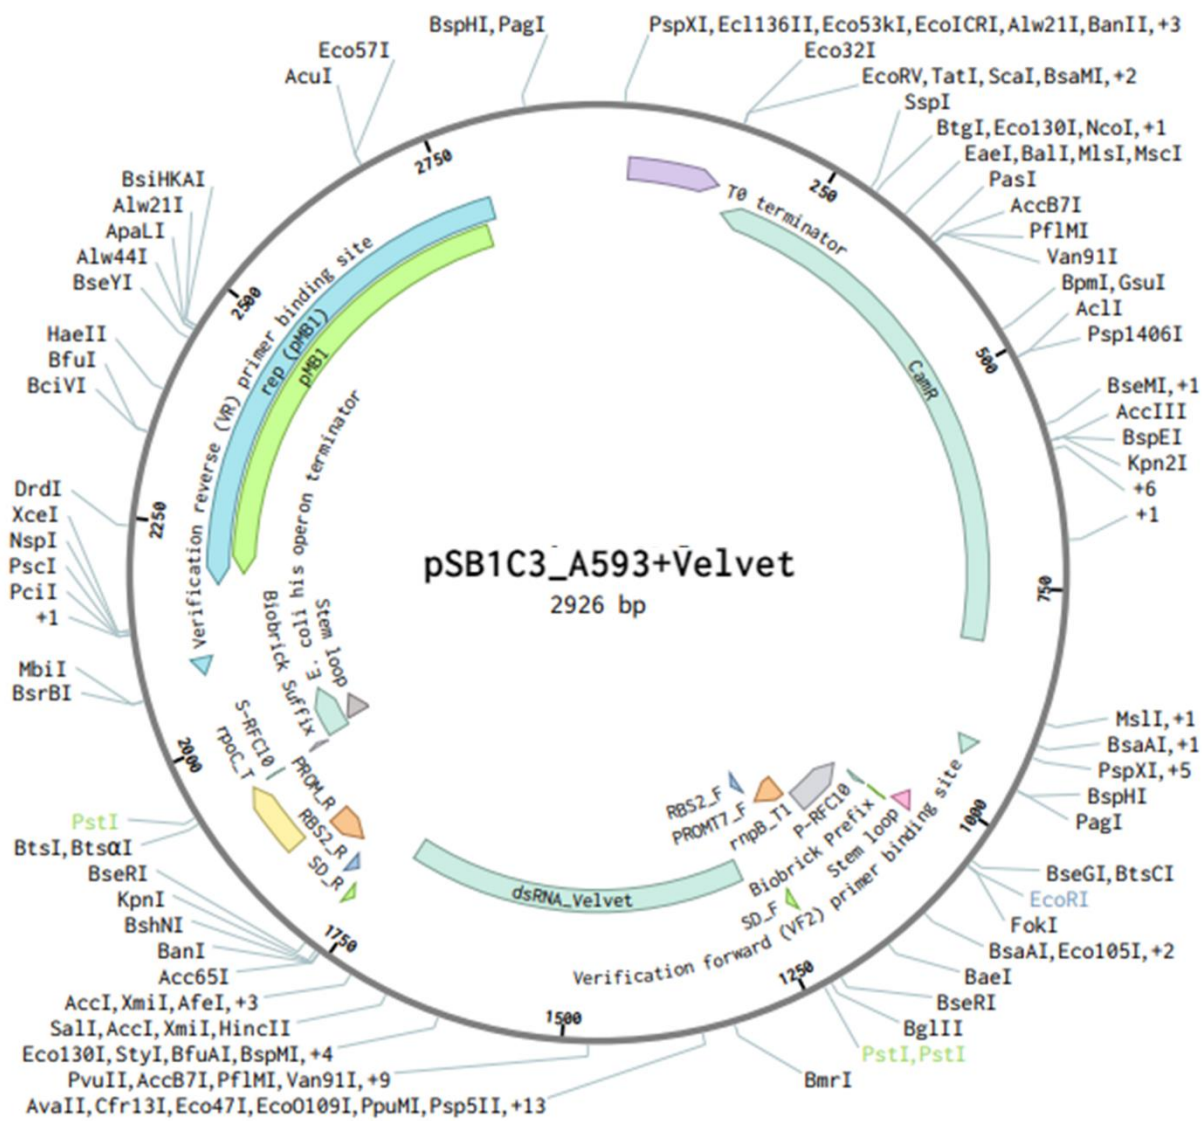 BspHI,PagI
PspXI,Ecl136II,Eco53kI,EcoICRI,Alw21I,BanII,+3
Eco57I
Eco32I
AcuI
EcoRV,TatI,ScaI,BsaMI,+2
SspI
BtgI,Eco130I,NcoI,+1
EaeI,BalI,MlsI,MscI
PasI
AccB7I
PflMI
Van91I
BpmI,GsuI
AclI
Psp1406I
BseMI,+1
AccIII
BspEI
Kpn2I
+6
+1
MslI,+1
BsaAI,+1
PspXI,+5
BspHI
PagI
BseGI,BtsCI
EcoRI
FokI
BsaAI,Eco105I,+2
BaeI
BseRI
BglII
PstI,PstI
BmrI
BsiHKAI
Alw21I
ApaLI
Alw44I
BseYI
HaeII
BfuI
BciVI
DrdI
XceI
NspI
PscI
PciI
+1
MbiI
BsrBI
PstI
BtsI,BtsαI
BseRI
KpnI
BshNI
BanI
Acc65I
AccI,XmiI,AfeI,+3
SalI,AccI,XmiI,HincII
Eco130I,StyI,BfuAI,BspMI,+4
PvuII,AccB7I,PflMI,Van91I,+9
AvaII,Cfr13I,Eco47I,EcoO109I,PpuMI,Psp5II,+13
250
500
750
1000
1250
1500
1750
2000
2250
2500
2750
T0 terminator
CamR
Verification reverse (VR) primer binding site
rep (pMB1)
pMB1
E. coli his operon terminator
Stem loop
Biobrick Suffix
S-RFC10
rpoC_T
PROM_R
RBS2_R
SD_R
dsRNA_Velvet
RBS2_F
PROMT7_F
rnpB_T1
P-RFC10
Biobrick Prefix
Stem loop
SD_F
Verification forward (VF2) primer binding site
pSB1C3_A593+Velvet
2926 bp